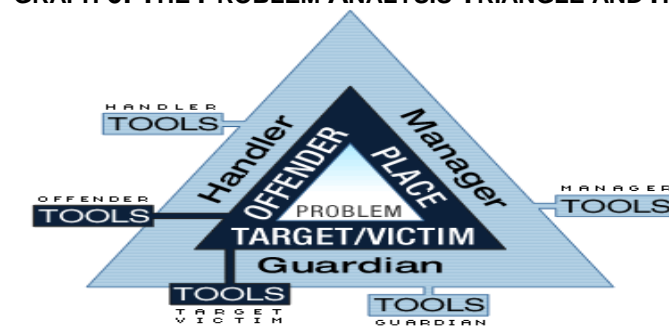 HANDLER
TOOLS
Handler
Manager
OFFENDER
PLACE
OFFENDER
TOOLS
MANAGER
TOOLS
PROBLEM
TARGET/VICTIM
Guardian
TOOLS
TARGET
VICTIM
TOOLS
GUARDIAN